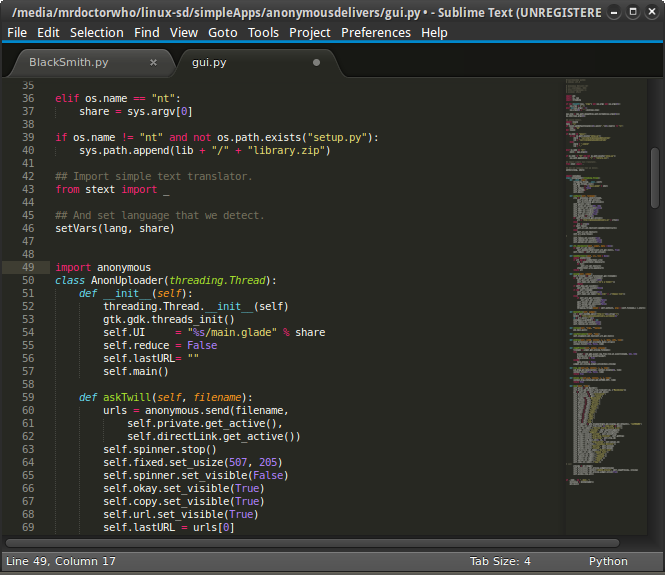 /media/mrdoctorwho/linux-sd/simpleApps/anonymousdelivers/gui.py • - Sublime Text (UNREGISTERE
File Edit Selection Find View Goto Tools Project Preferences Help
BlackSmith.py × gui.py
35
36 elif os.name == "nt":
37     share = sys.argv[0]
38
39 if os.name != "nt" and not os.path.exists("setup.py"):
40     sys.path.append(lib + "/" + "library.zip")
41
42 ## Import simple text translator.
43 from stext import _
44
45 ## And set language that we detect.
46 setVars(lang, share)
47
48
49 import anonymous
50 class AnonUploader(threading.Thread):
51     def __init__(self):
52         threading.Thread.__init__(self)
53         gtk.gdk.threads_init()
54         self.UI     = "%s/main.glade" % share
55         self.reduce = False
56         self.lastURL= ""
57         self.main()
58
59     def askTwill(self, filename):
60         urls = anonymous.send(filename,
61             self.private.get_active(),
62             self.directLink.get_active())
63         self.spinner.stop()
64         self.fixed.set_usize(507, 205)
65         self.spinner.set_visible(False)
66         self.okay.set_visible(True)
67         self.copy.set_visible(True)
68         self.url.set_visible(True)
69         self.lastURL = urls[0]
Line 49, Column 17 Tab Size: 4 Python